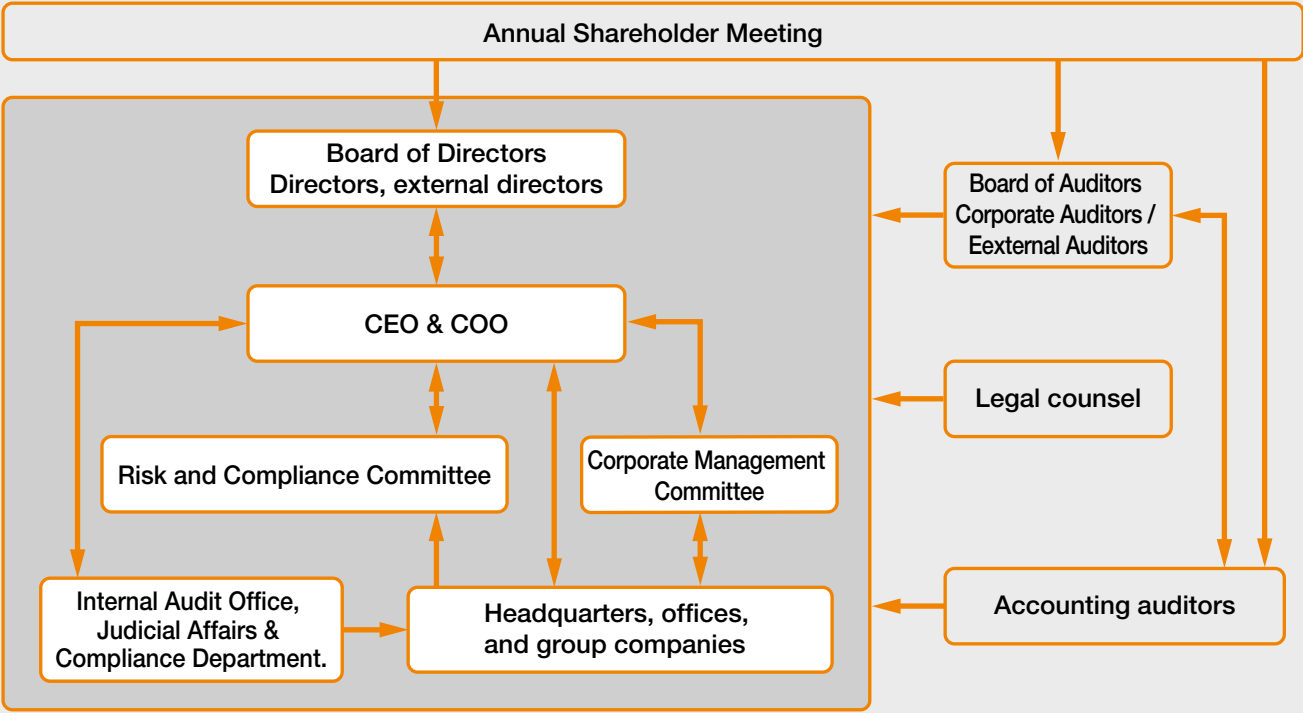 Annual Shareholder Meeting
Board of Directors
Directors, external directors
Board of Auditors
Corporate Auditors /
Eexternal Auditors
CEO & COO
Legal counsel
Risk and Compliance Committee
Corporate Management
Committee
Internal Audit Office,
Judicial Affairs &
Compliance Department.
Headquarters, offices,
and group companies
Accounting auditors